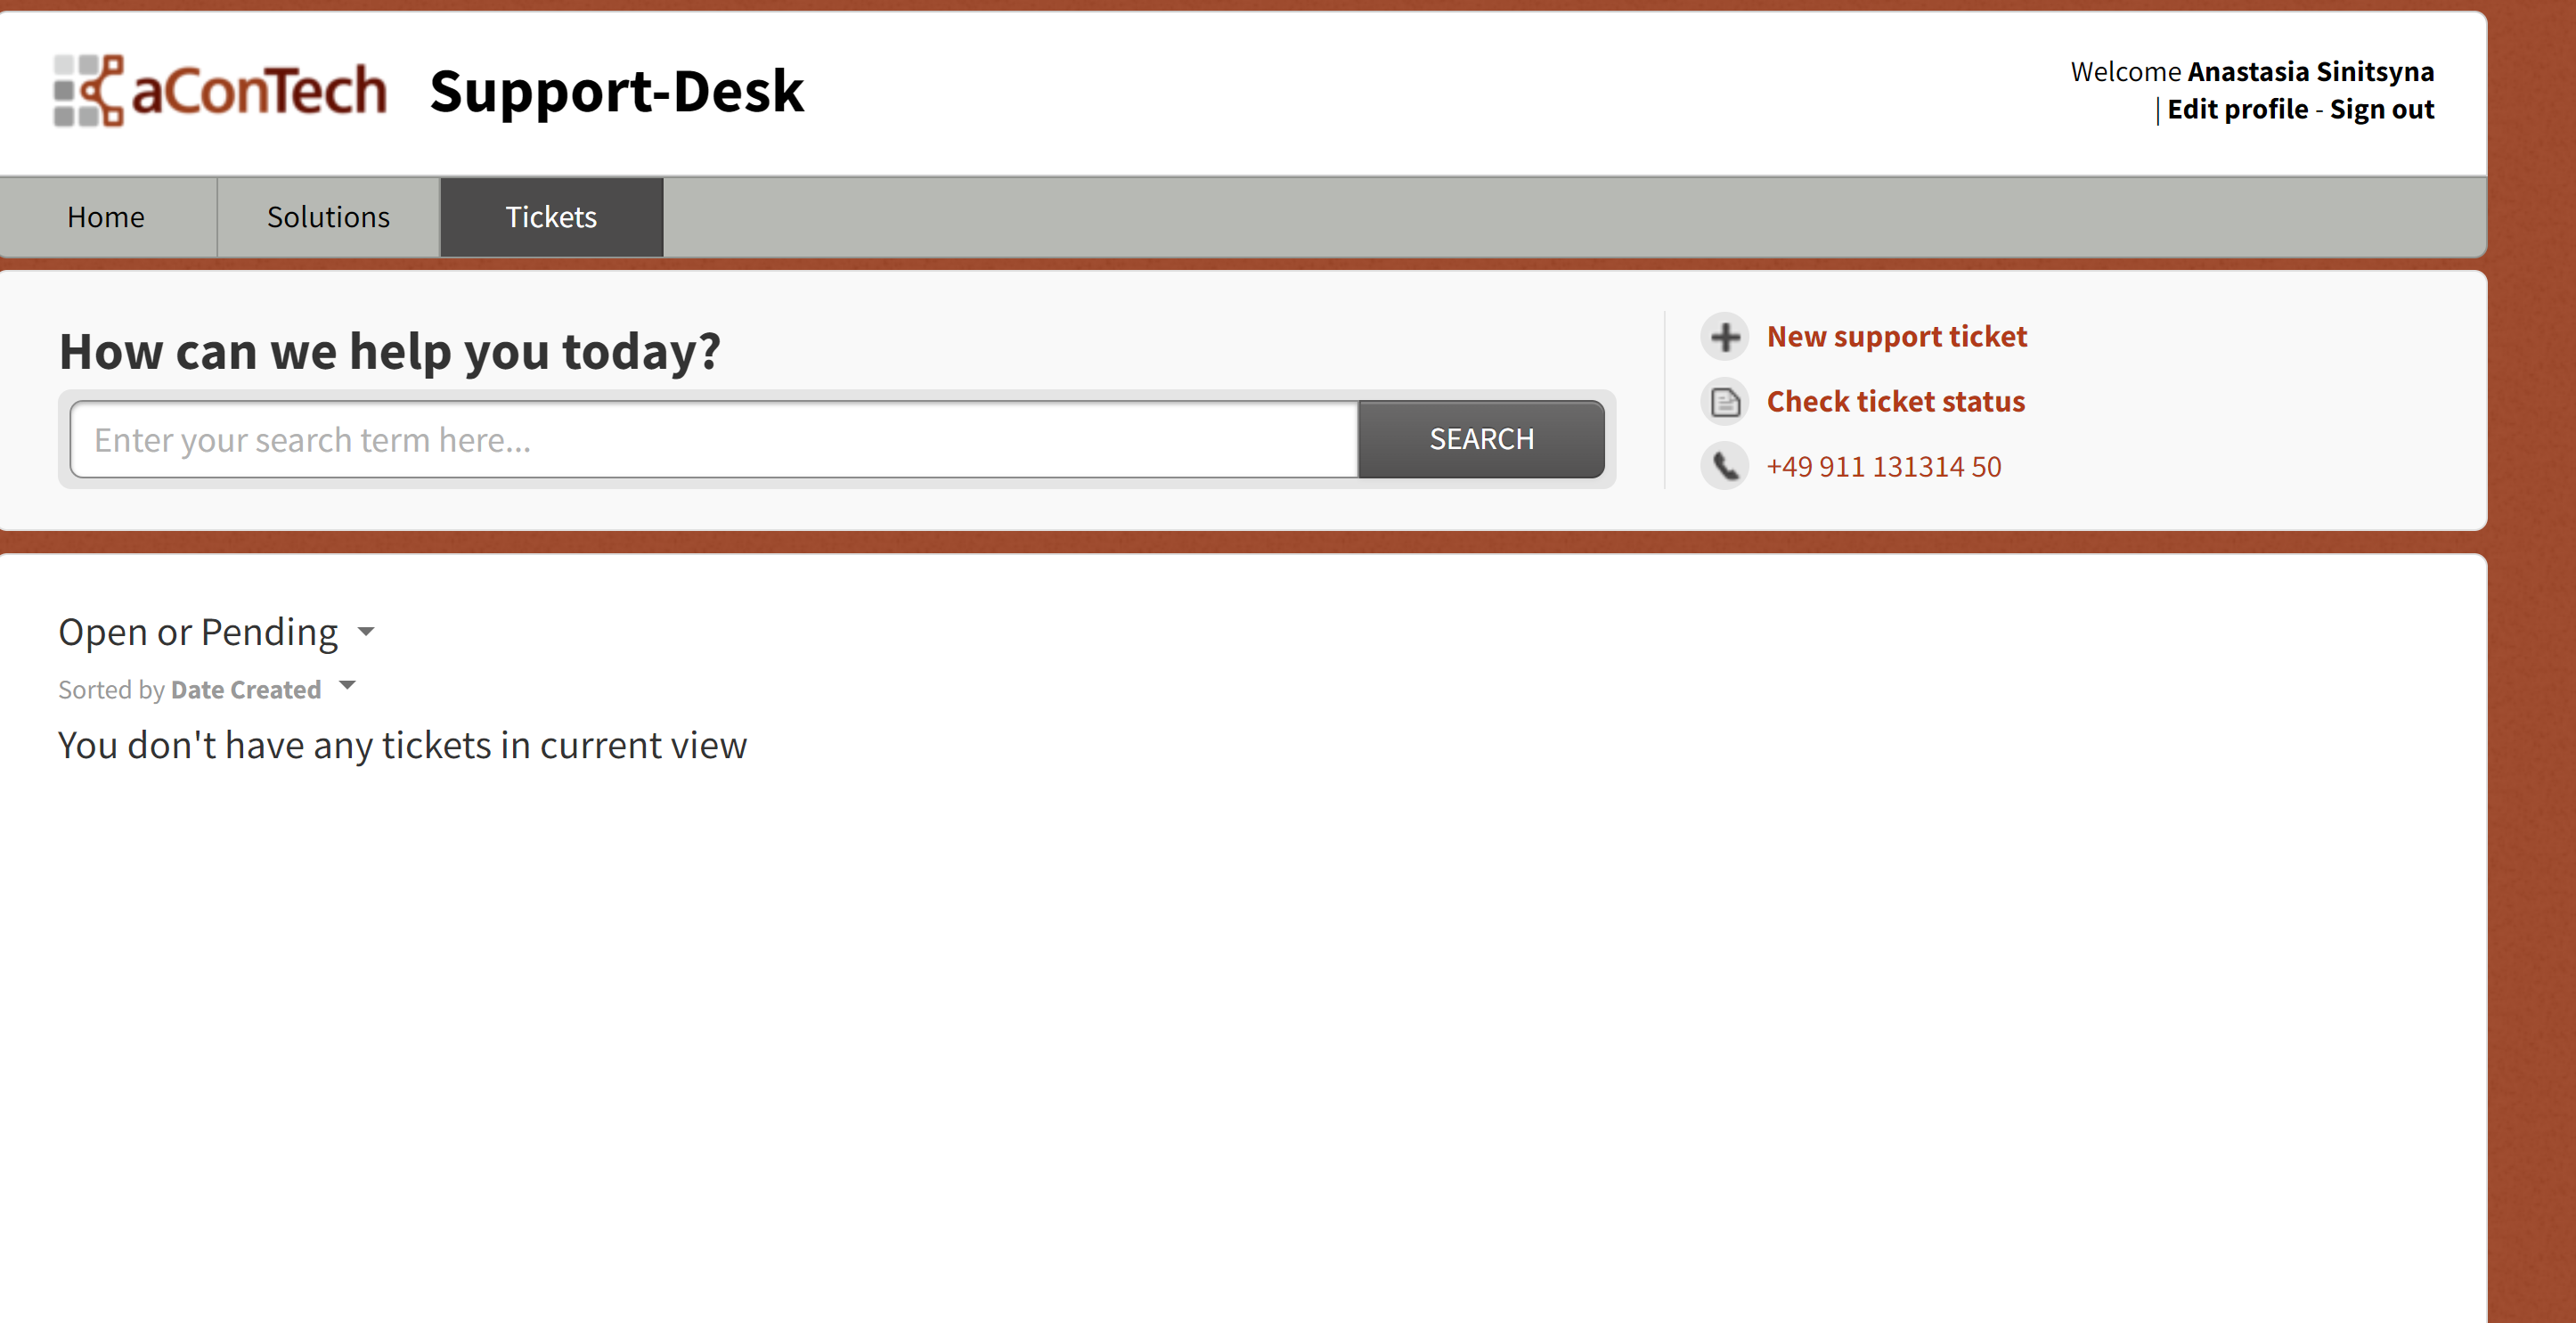 aConTech Support-Desk
Welcome Anastasia Sinitsyna
| Edit profile - Sign out
Home Solutions Tickets
How can we help you today?
Enter your search term here...
SEARCH
New support ticket
Check ticket status
+49 911 131314 50
Open or Pending
Sorted by Date Created
You don't have any tickets in current view